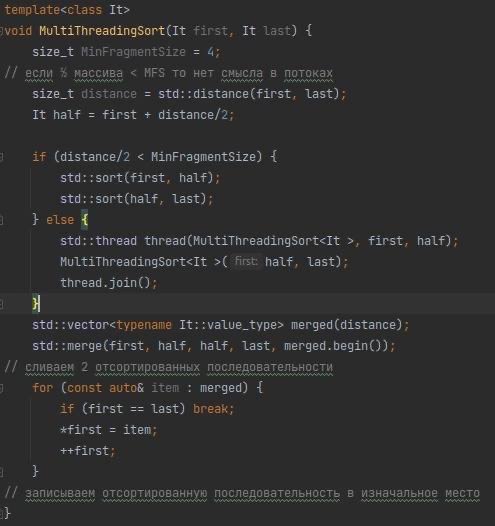 template<class It>
void MultiThreadingSort(It first, It last) {
    size_t MinFragmentSize = 4;
// если ½ массива < MFS то нет смысла в потоках
    size_t distance = std::distance(first, last);
    It half = first + distance/2;

    if (distance/2 < MinFragmentSize) {
        std::sort(first, half);
        std::sort(half, last);
    } else {
        std::thread thread(MultiThreadingSort<It >, first, half);
        MultiThreadingSort<It >( first: half, last);
        thread.join();
    }
    std::vector<typename It::value_type> merged(distance);
    std::merge(first, half, half, last, merged.begin());
// сливаем 2 отсортированных последовательности
    for (const auto& item : merged) {
        if (first == last) break;
        *first = item;
        ++first;
    }
// записываем отсортированную последовательность в изначальное место
}